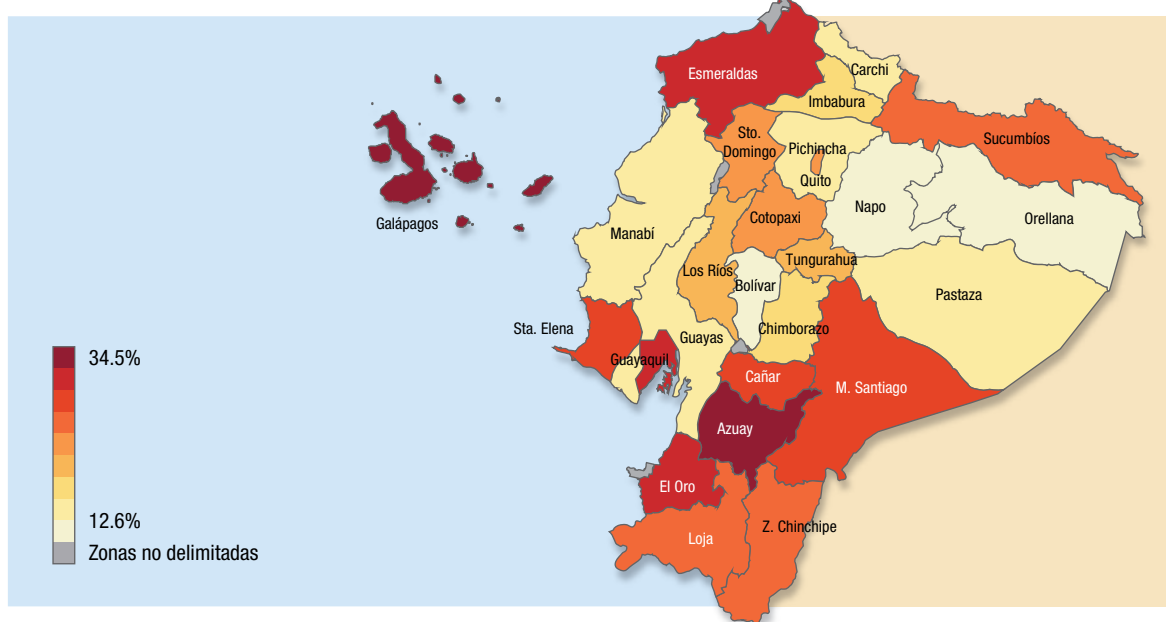 Esmeraldas
Carchi
Imbabura
Sucumbíos
Sto.
Domingo
Pichincha
Quito
Galápagos
Cotopaxi
Napo
Orellana
Manabí
Los Ríos
Tungurahua
Bolívar
Pastaza
Sta. Elena
Guayas
Chimborazo
Guayaquil
Cañar
M. Santiago
Azuay
El Oro
Loja
Z. Chinchipe
34.5%
12.6%
Zonas no delimitadas